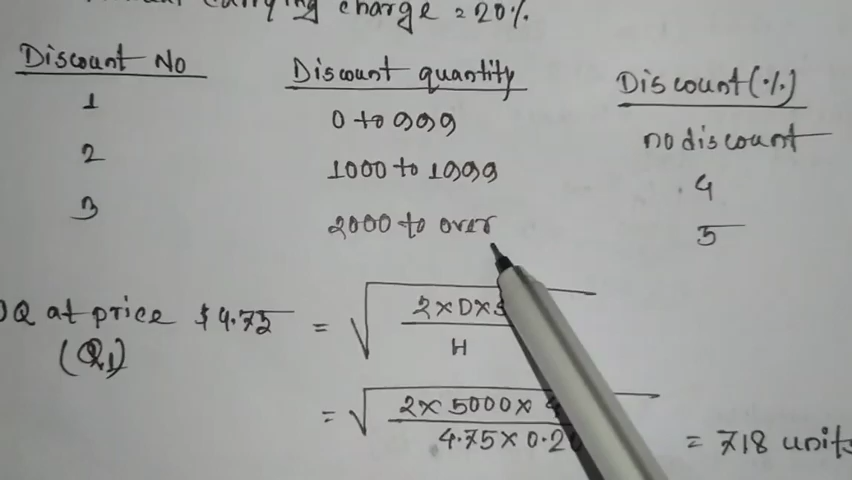 carrying charge = 20%.
Discount No Discount quantity Discount (%)
1 0 to 999 no discount
2 1000 to 1999 4
3 2000 to over 5
Q at price $4.75 = √ 2×D×
H
(Q1)
= √ 2× 5000×
4.75× 0.2 = 718 units